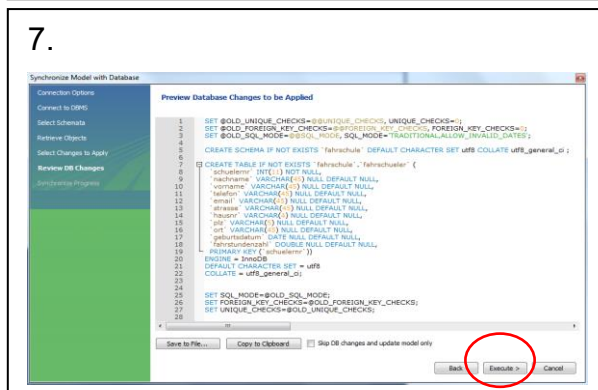 7.
Synchronize Model with Database
Connection Options
Connect to DBMS
Select Schemata
Retrieve Objects
Select Changes to Apply
Review DB Changes
Synchronize Progress
Preview Database Changes to be Applied
1 SET @OLD_UNIQUE_CHECKS=@@UNIQUE_CHECKS, UNIQUE_CHECKS=0;
2 SET @OLD_FOREIGN_KEY_CHECKS=@@FOREIGN_KEY_CHECKS, FOREIGN_KEY_CHECKS=0;
3 SET @OLD_SQL_MODE=@@SQL_MODE, SQL_MODE='TRADITIONAL,ALLOW_INVALID_DATES';
4
5 CREATE SCHEMA IF NOT EXISTS `fahrschule` DEFAULT CHARACTER SET utf8 COLLATE utf8_general_ci ;
6
7 CREATE TABLE IF NOT EXISTS `fahrschule`.`fahrschueler` (
8 `schuelernr` INT(11) NOT NULL,
9 `nachname` VARCHAR(45) NULL DEFAULT NULL,
10 `vorname` VARCHAR(45) NULL DEFAULT NULL,
11 `telefon` VARCHAR(45) NULL DEFAULT NULL,
12 `email` VARCHAR(45) NULL DEFAULT NULL,
13 `strasse` VARCHAR(45) NULL DEFAULT NULL,
14 `hausnr` VARCHAR(6) NULL DEFAULT NULL,
15 `plz` VARCHAR(5) NULL DEFAULT NULL,
16 `ort` VARCHAR(45) NULL DEFAULT NULL,
17 `geburtsdatum` DATE NULL DEFAULT NULL,
18 `fahrstundenzahl` DOUBLE NULL DEFAULT NULL,
19 PRIMARY KEY (`schuelernr`))
20 ENGINE = InnoDB
21 DEFAULT CHARACTER SET = utf8
22 COLLATE = utf8_general_ci;
23
24
25 SET SQL_MODE=@OLD_SQL_MODE;
26 SET FOREIGN_KEY_CHECKS=@OLD_FOREIGN_KEY_CHECKS;
27 SET UNIQUE_CHECKS=@OLD_UNIQUE_CHECKS;
28
Save to File... Copy to Clipboard Skip DB changes and update model only
Back Execute > Cancel